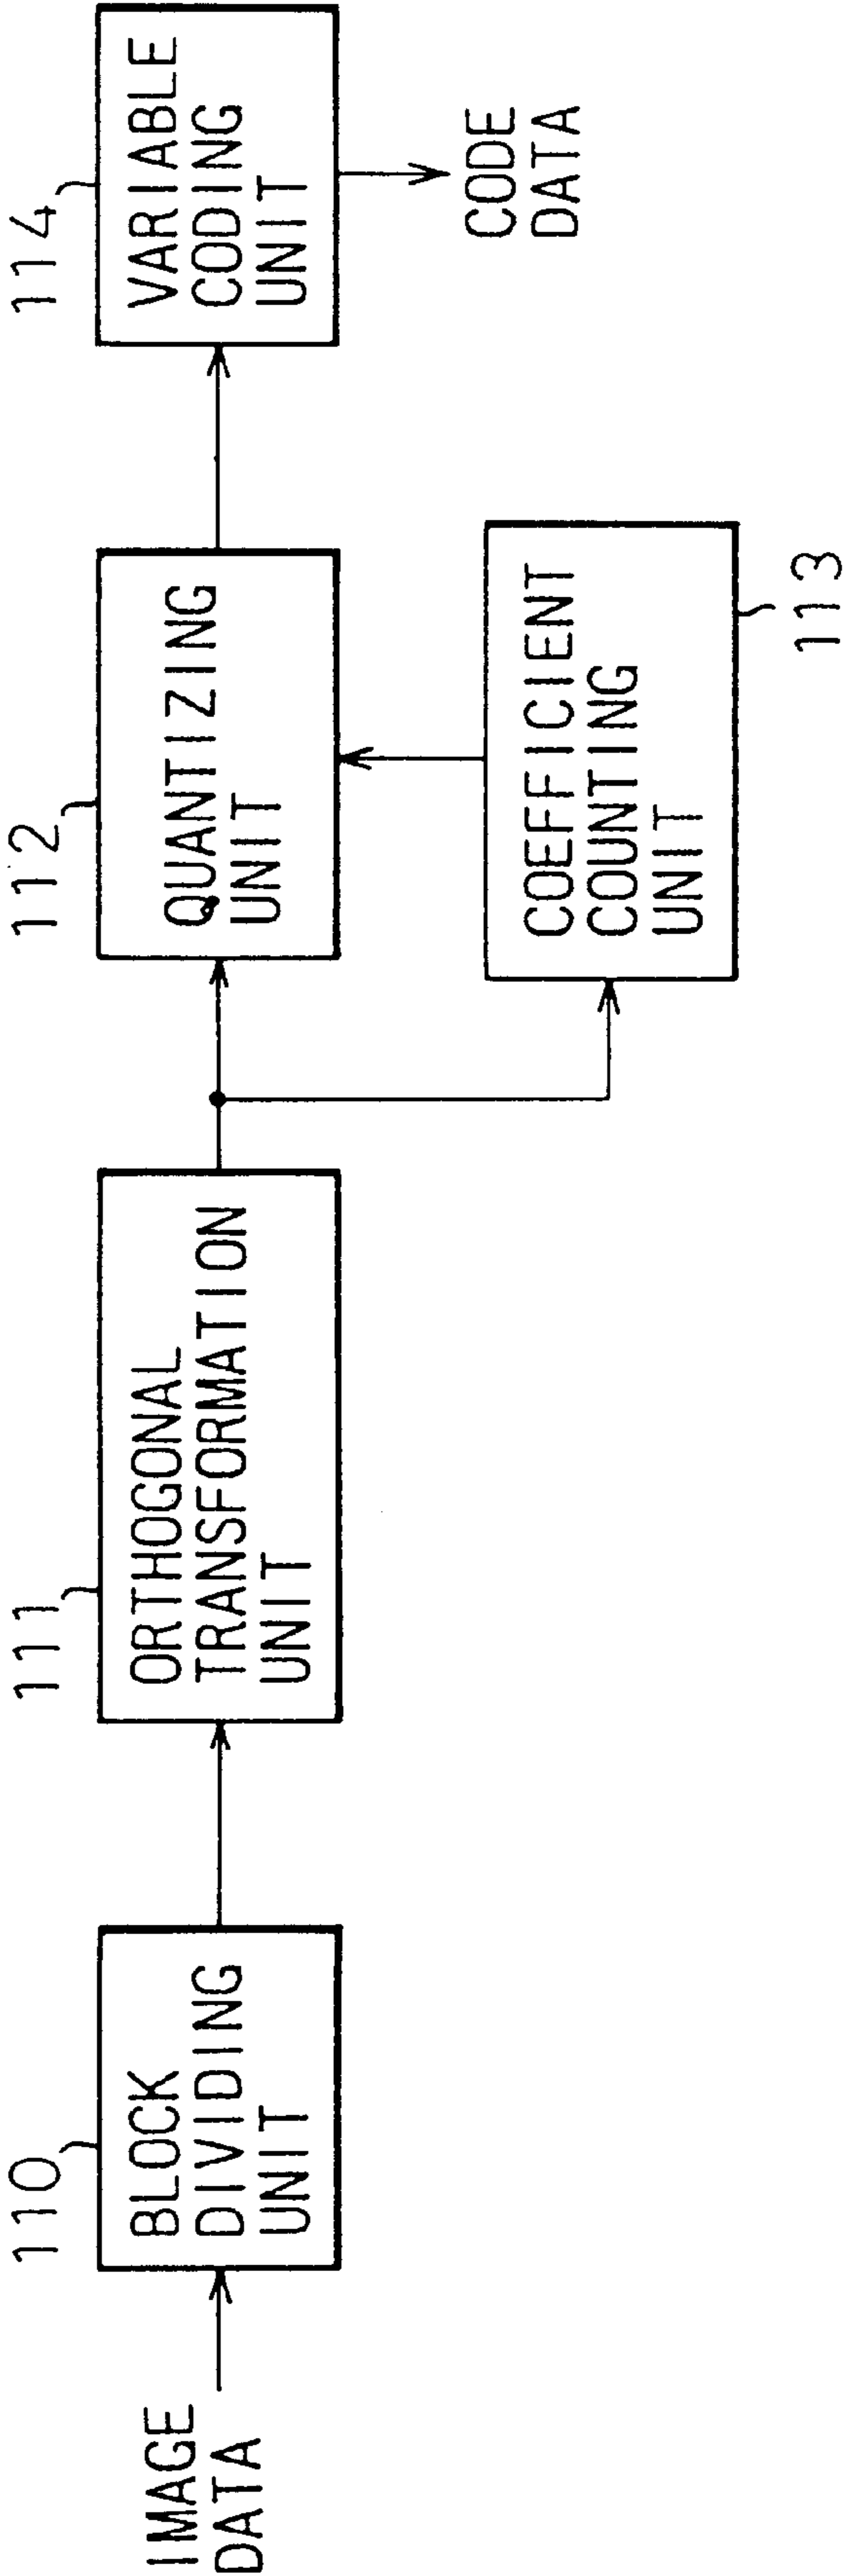 IMAGE
DATA
110
BLOCK
DIVIDING
UNIT
111
ORTHOGONAL
TRANSFORMATION
UNIT
112
QUANTIZING
UNIT
COEFFICIENT
COUNTING
UNIT
113
114
VARIABLE
CODING
UNIT
CODE
DATA